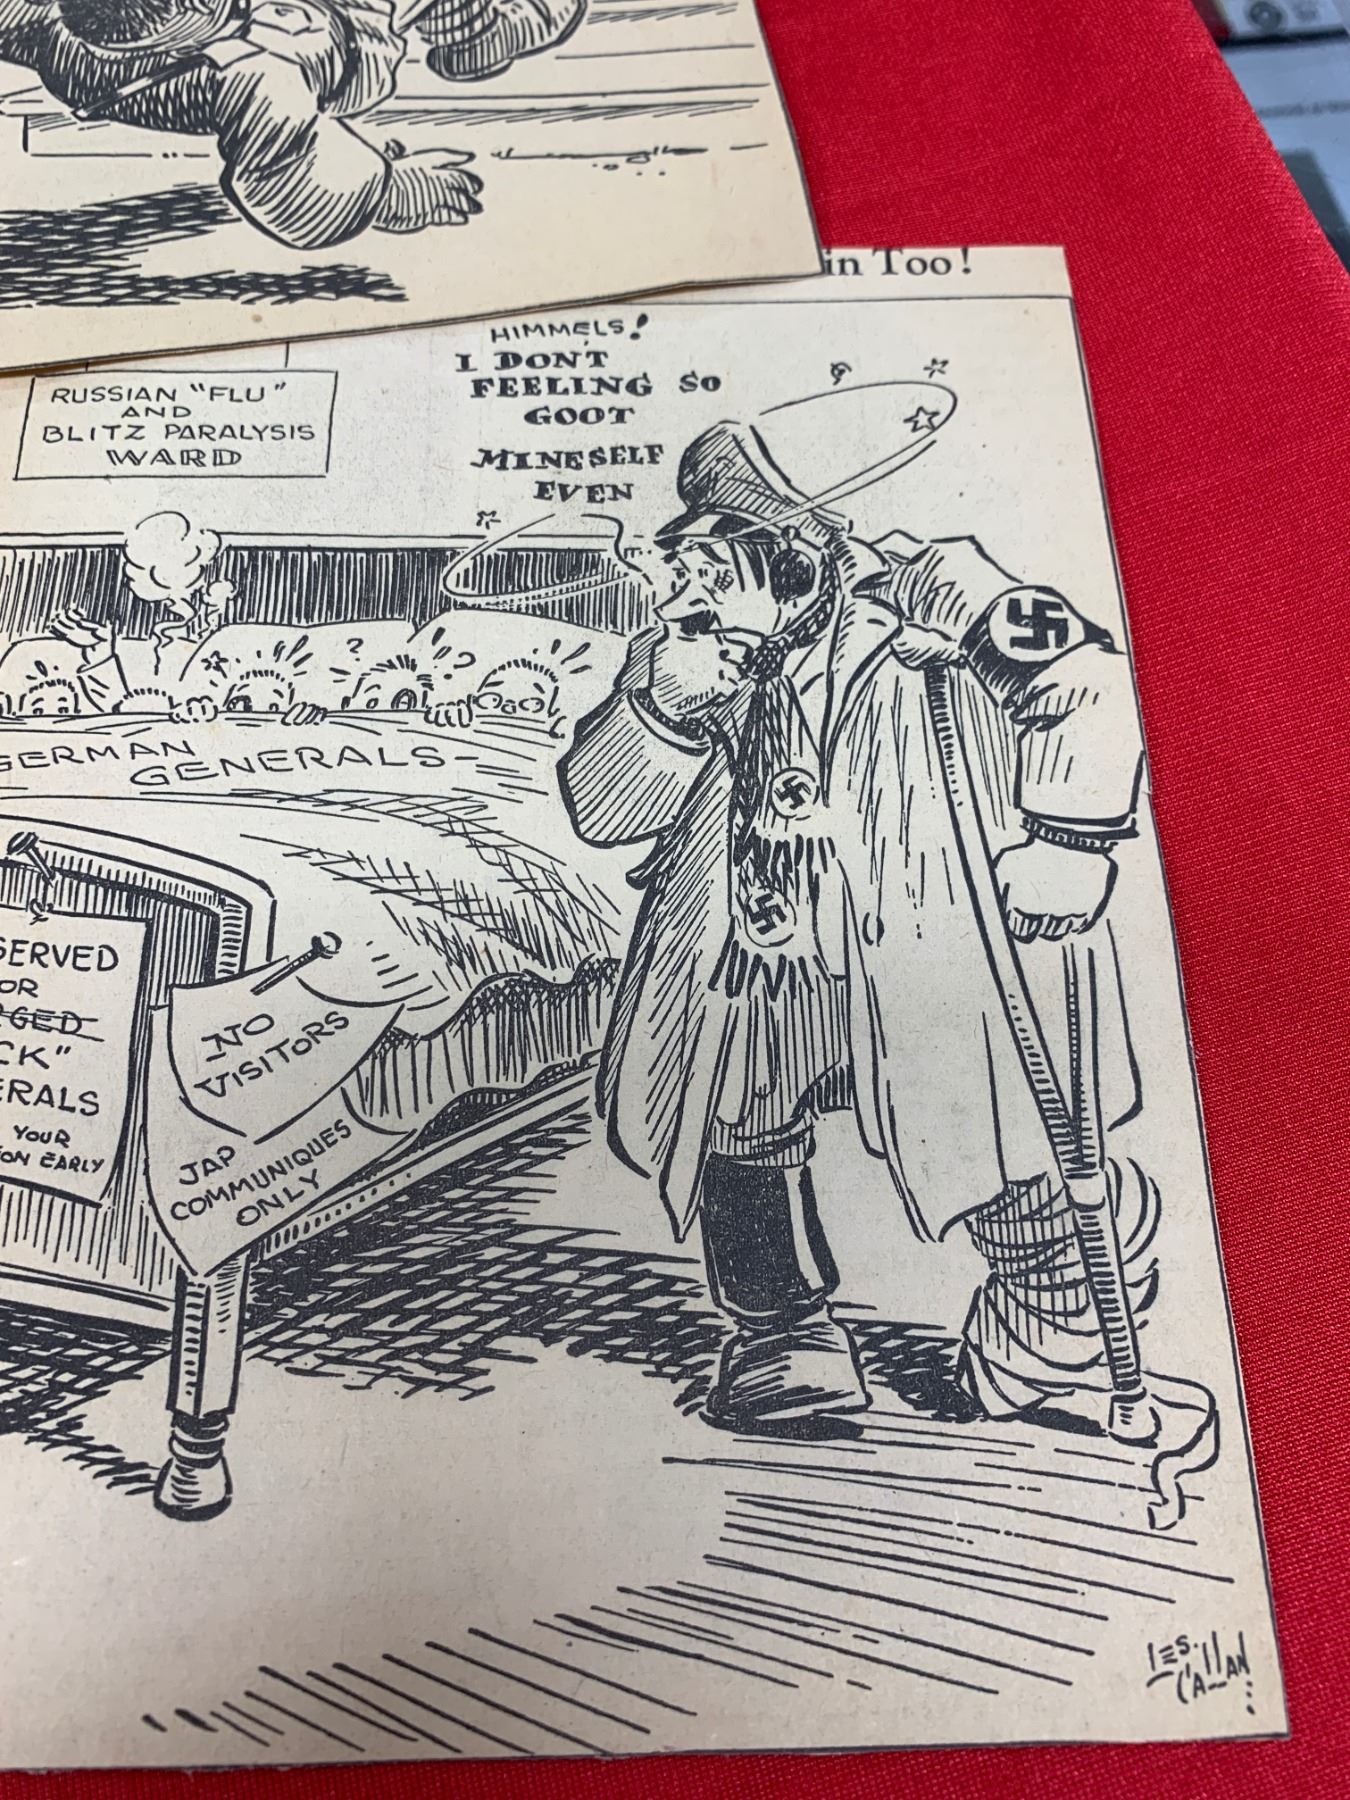 in Too!
HIMMELS!
I DONT
FEELING SO
GOOT
MINESELF
EVEN
RUSSIAN "FLU"
AND
BLITZ PARALYSIS
WARD
GERMAN
GENERALS
SERVED
OR
RGED
CK"
ERALS
YOUR
ON EARLY
NO
VISITORS
JAP
COMMUNIQUES
ONLY
LES.
CALLAN